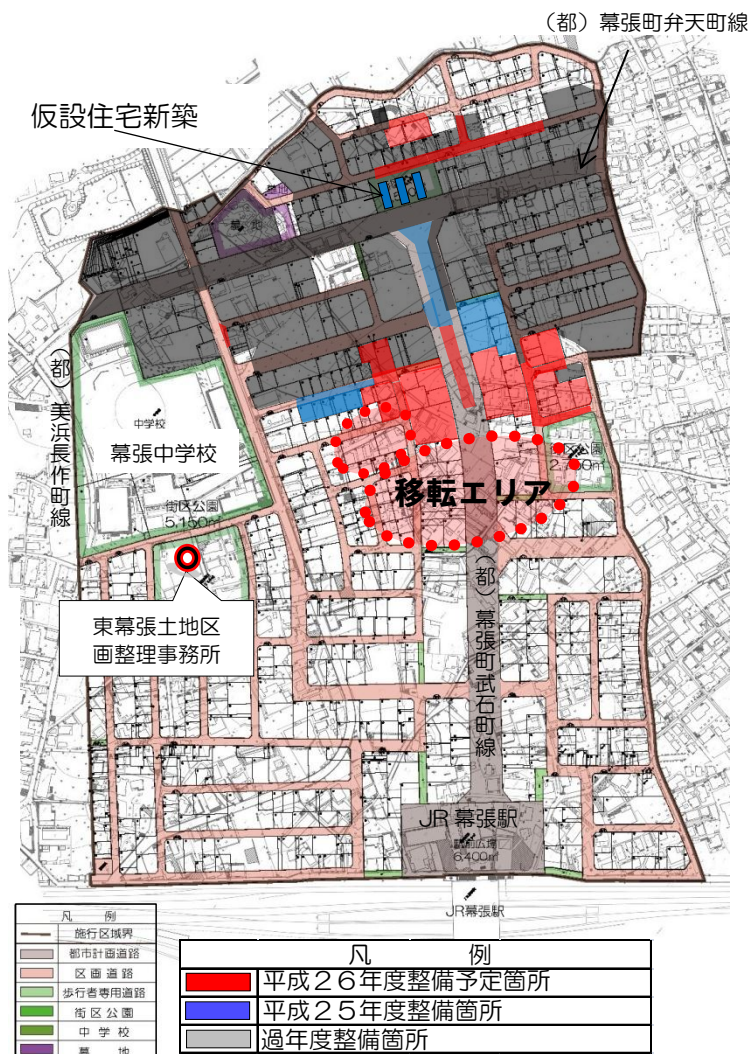 （都）幕張町弁天町線
仮設住宅新築
墓地
墓地
（都）美浜長作町線
中学校
幕張中学校
街区公園
5,150㎡
街区公園
移転エリア
東幕張土地区
画整理事務所
（都）幕張町武石町線
JR 幕張駅
駅前広場
6,400㎡
JR幕張駅
凡　例
施行区域界
都市計画道路
区画道路
歩行者専用道路
街区公園
中学校
墓地
凡　例
平成２６年度整備予定箇所
平成２５年度整備箇所
過年度整備箇所